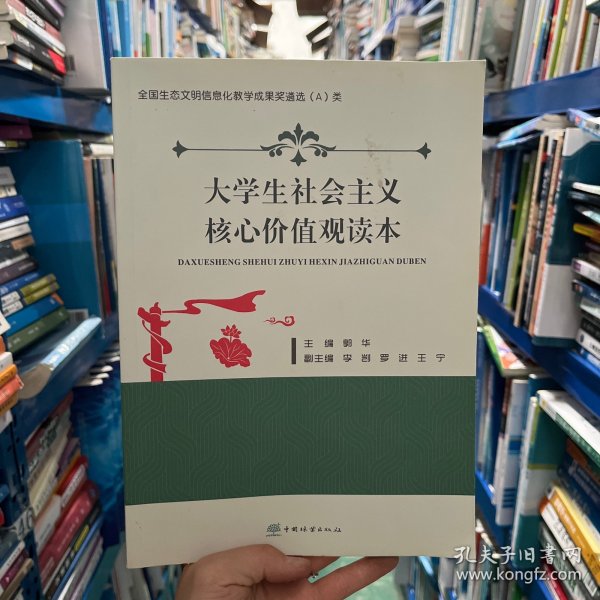 全国生态文明信息化教学成果奖遴选（A）类
大学生社会主义
核心价值观读本
DAXUESHENG SHEHUI ZHUYI HEXIN JIAZHIGUAN DUBEN
主编 郭华
副主编 李 罗进 王宁
中国林业出版社
孔夫子旧书网
www.kongfz.com